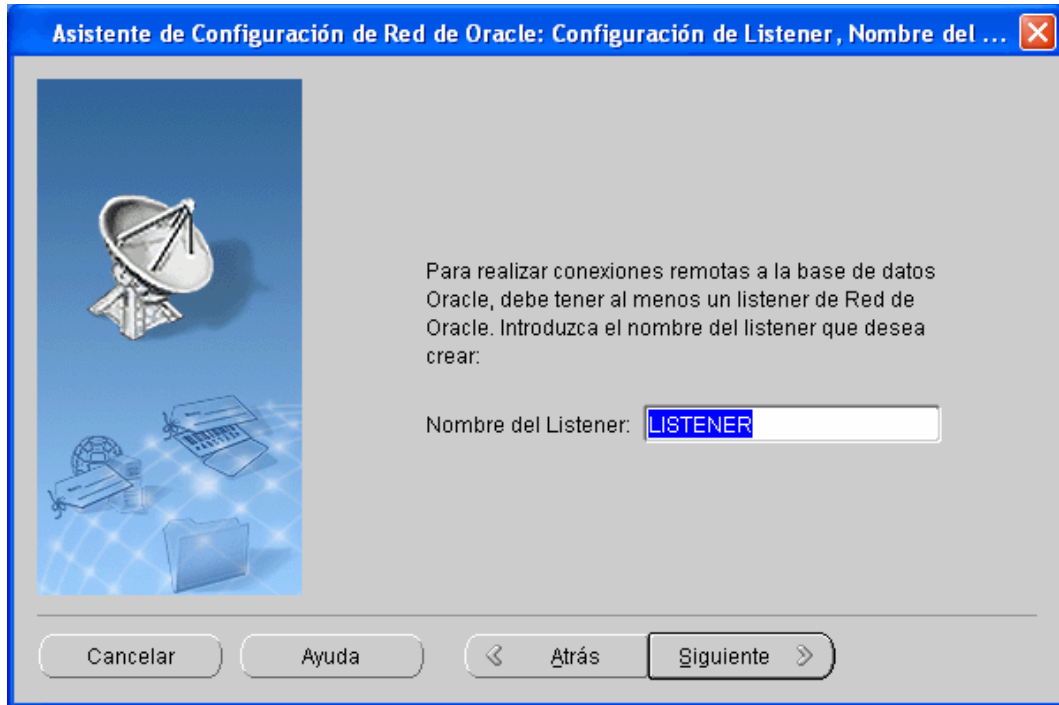 Asistente de Configuración de Red de Oracle: Configuración de Listener, Nombre del ...
Para realizar conexiones remotas a la base de datos
Oracle, debe tener al menos un listener de Red de
Oracle. Introduzca el nombre del listener que desea
crear:
Nombre del Listener: LISTENER
Cancelar Ayuda Atrás Siguiente